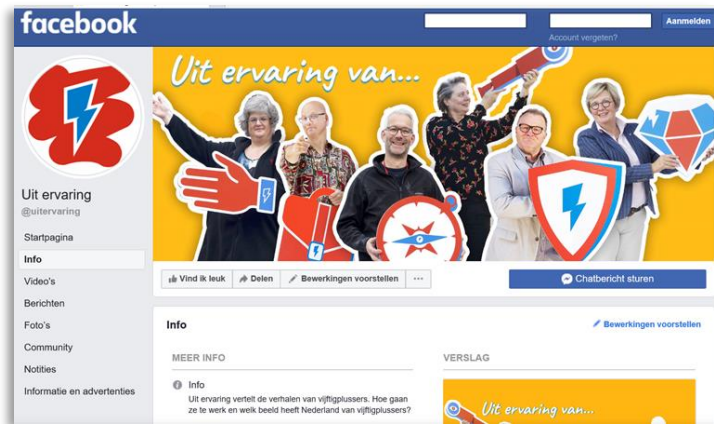 facebook
Aanmelden
Account vergeten?
Uit ervaring van...
Uit ervaring
@uitervaring
Startpagina
Info
Video's
Berichten
Foto's
Community
Notities
Informatie en advertenties
Vind ik leuk
Delen
Bewerkingen voorstellen
Chatbericht sturen
Info
Bewerkingen voorstellen
MEER INFO
VERSLAG
Info
Uit ervaring vertelt de verhalen van vijftigplussers. Hoe gaan
ze te werk en welk beeld heeft Nederland van vijftigplussers?
Uit ervaring van...